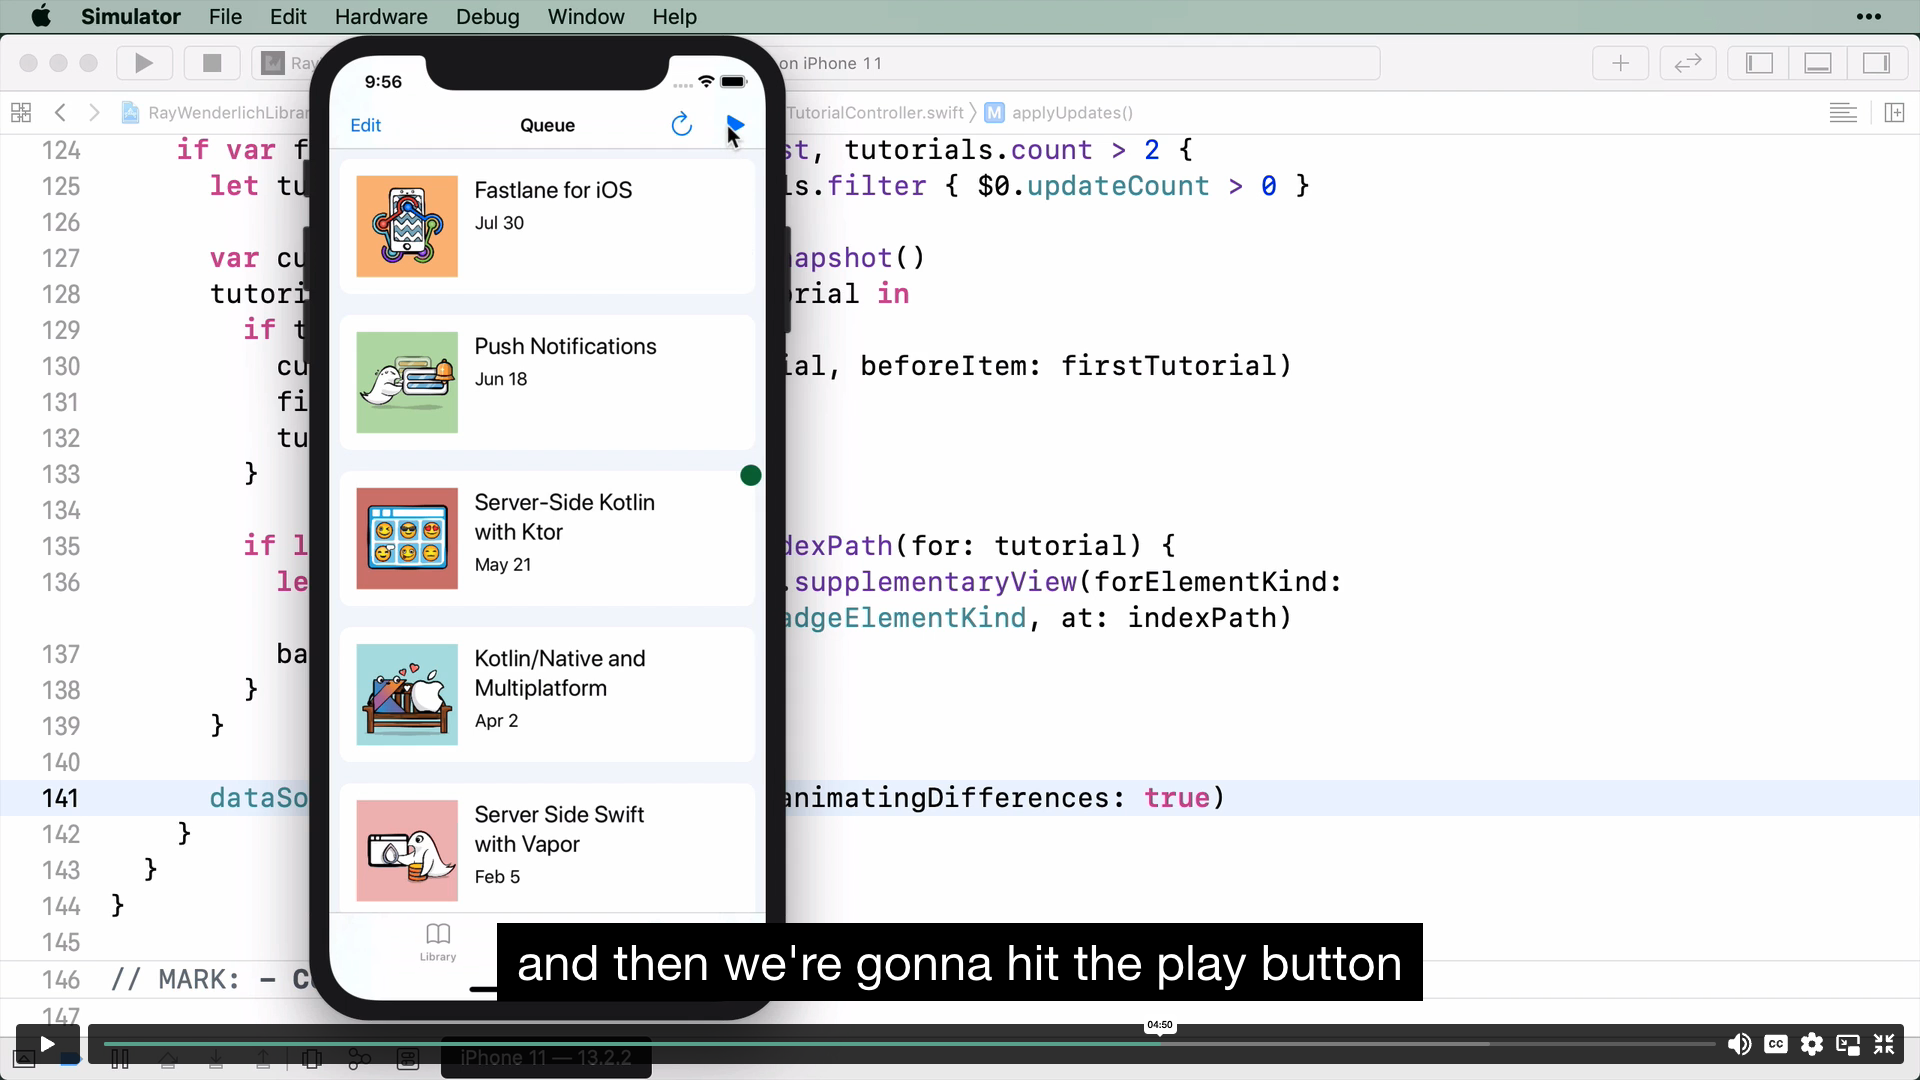 Simulator File Edit Hardware Debug Window Help
Ray on iPhone 11
RayWenderlichLibrar TutorialController.swift M applyUpdates()
9:56
Edit Queue
Fastlane for iOS
Jul 30
Push Notifications
Jun 18
Server-Side Kotlin
with Ktor
May 21
Kotlin/Native and
Multiplatform
Apr 2
Server Side Swift
with Vapor
Feb 5
Library
124 if var f st, tutorials.count > 2 {
125 let tu ls.filter { $0.updateCount > 0 }
126
127 var cu napshot()
128 tutori orial in
129 if t
130 cu ial, beforeItem: firstTutorial)
131 fi
132 tu
133 }
134
135 if l dexPath(for: tutorial) {
136 le .supplementaryView(forElementKind:
adgeElementKind, at: indexPath)
137 ba
138 }
139 }
140
141 dataSo animatingDifferences: true)
142 }
143 }
144 }
145
146 // MARK: – Co
147
and then we're gonna hit the play button
04:50
CC
iPhone 11 — 13.2.2